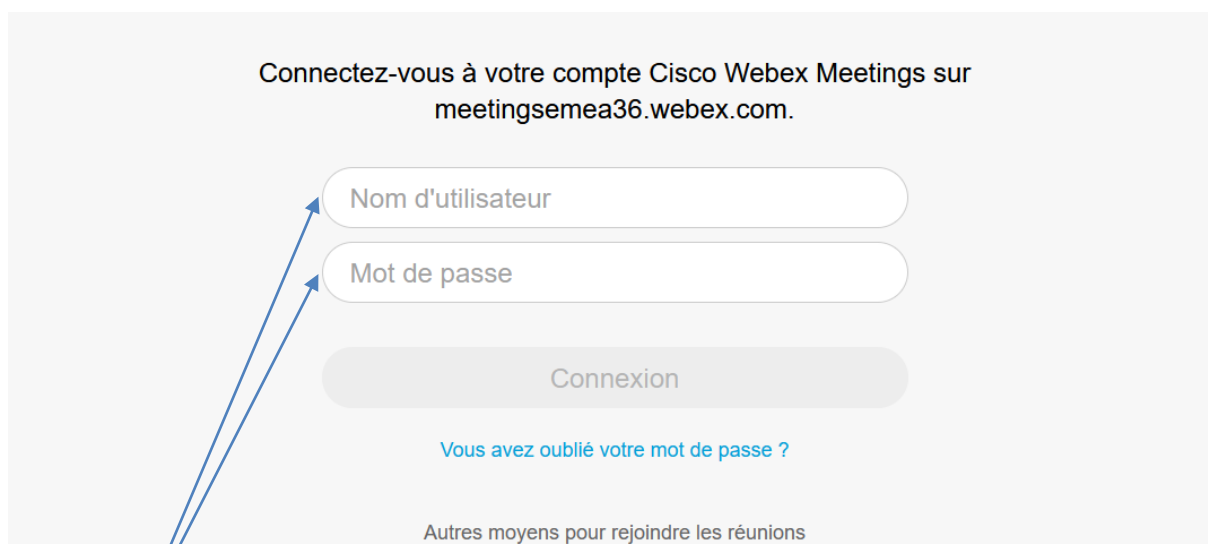 Connectez-vous à votre compte Cisco Webex Meetings sur
meetingsemea36.webex.com.
Nom d'utilisateur
Mot de passe
Connexion
Vous avez oublié votre mot de passe ?
Autres moyens pour rejoindre les réunions